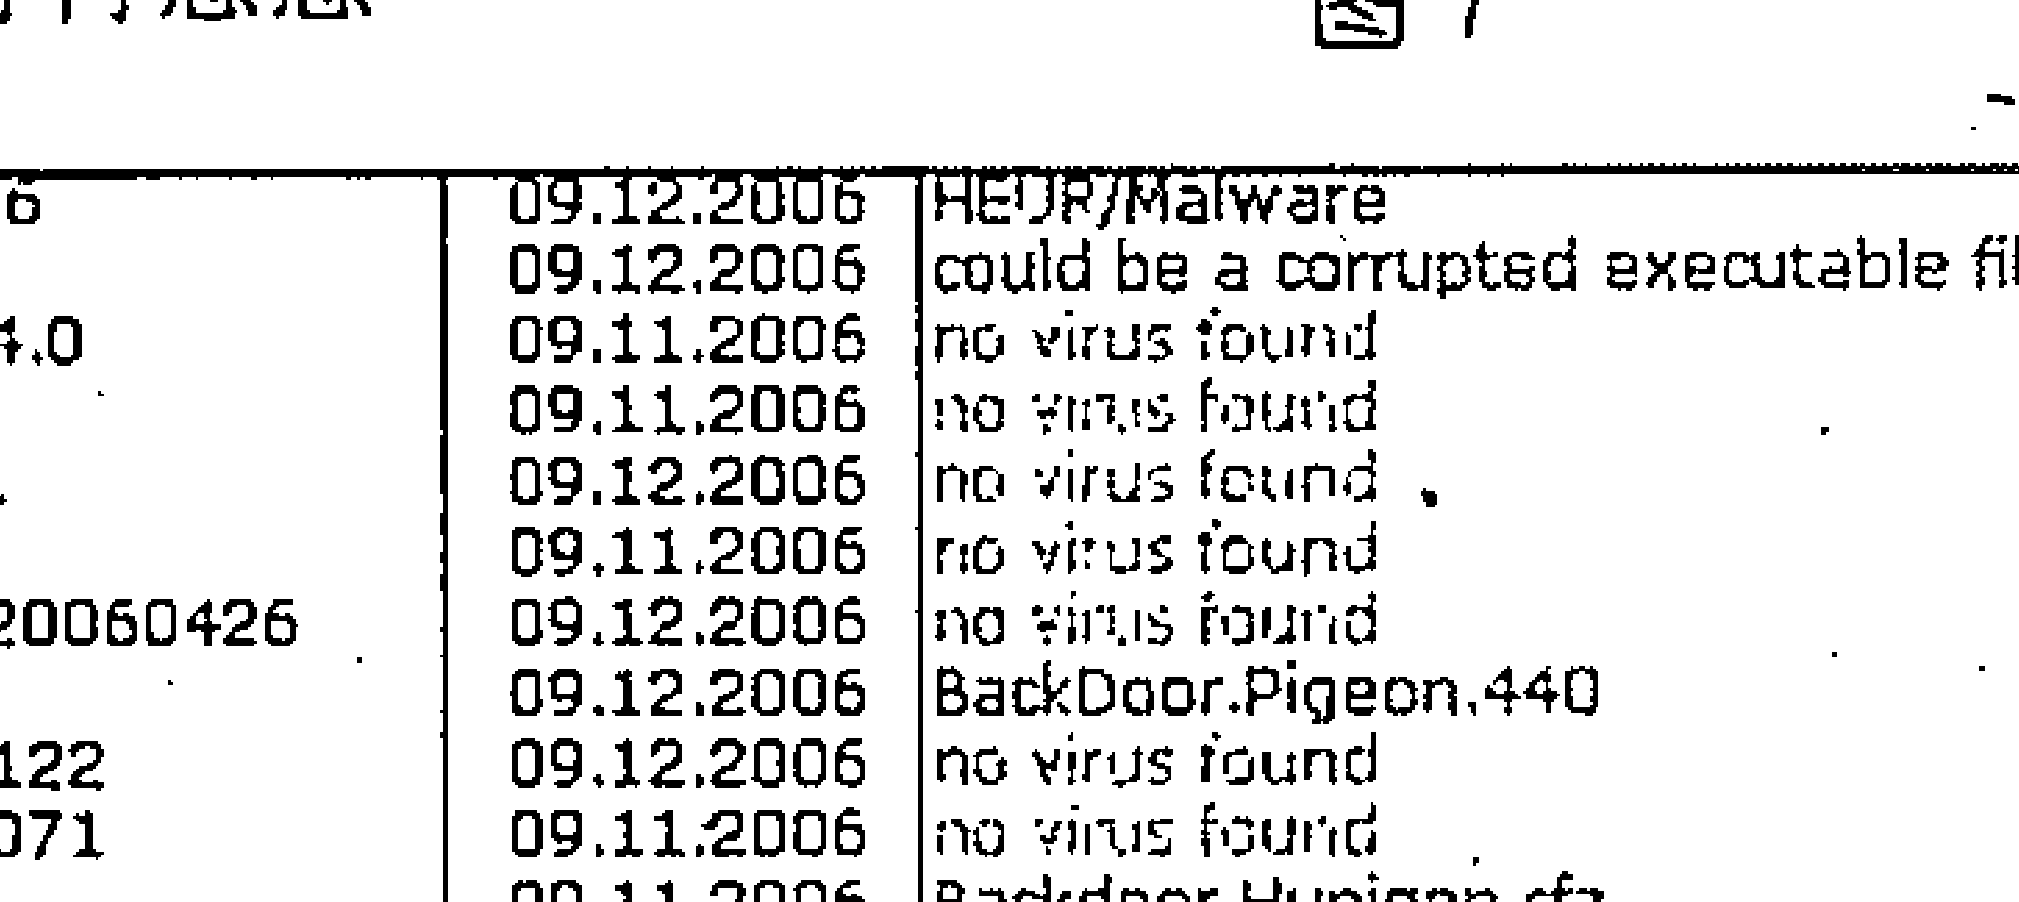 6 09.12.2006 HEUR/Malware
09.12.2006 could be a corrupted executable
4.0 09.11.2006 no virus found
09.11.2006 no virus found
09.12.2006 no virus found
09.11.2006 no virus found
20060426 09.12.2006 no virus found
09.12.2006 BackDoor.Pigeon.440
122 09.12.2006 no virus found
071 09.11.2006 no virus found
09.11.2006